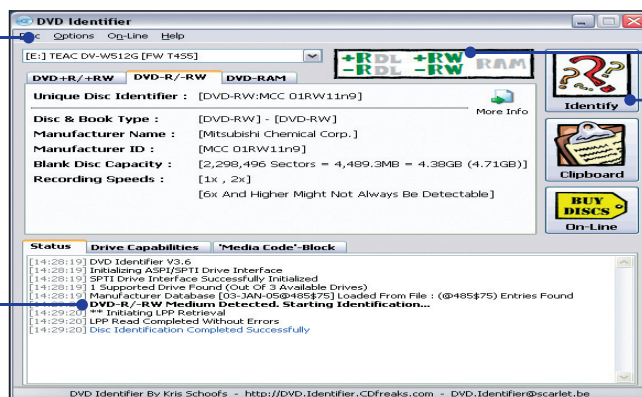 DVD Identifier
Disc Options On-Line Help
[E:] TEAC DV-W512G [FW T4S5]
+R DL +RW
-R DL -RW RAM
DVD+R/+RW DVD-R/-RW DVD-RAM
Unique Disc Identifier : [DVD-RW:MCC 01RW11n9]
More Info
Disc & Book Type : [DVD-RW] - [DVD-RW]
Manufacturer Name : [Mitsubishi Chemical Corp.]
Manufacturer ID : [MCC 01RW11n9]
Blank Disc Capacity : [2,298,496 Sectors = 4,489.3MB = 4.38GB (4.71GB)]
Recording Speeds : [1x , 2x]
[6x And Higher Might Not Always Be Detectable]
Identify
Clipboard
BUY
DISCS
On-Line
Status Drive Capabilities 'Media Code'-Block
[14:28:19] DVD Identifier V3.6
[14:28:19] Initializing ASPI/SPTI Drive Interface
[14:28:19] SPTI Drive Interface Successfully Initialized
[14:28:19] 1 Supported Drive Found (Out Of 3 Available Drives)
[14:28:19] Manufacturer Database [03-JAN-05@485$75] Loaded From File : (@485$75) Entries Found
[14:29:20] DVD-R/-RW Medium Detected. Starting Identification...
[14:29:20] ** Initiating LPP Retrieval
[14:29:20] LPP Read Completed Without Errors
[14:29:20] Disc Identification Completed Successfully
DVD Identifier By Kris Schoofs - http://DVD.Identifier.CDfreaks.com - DVD.Identifier@scarlet.be